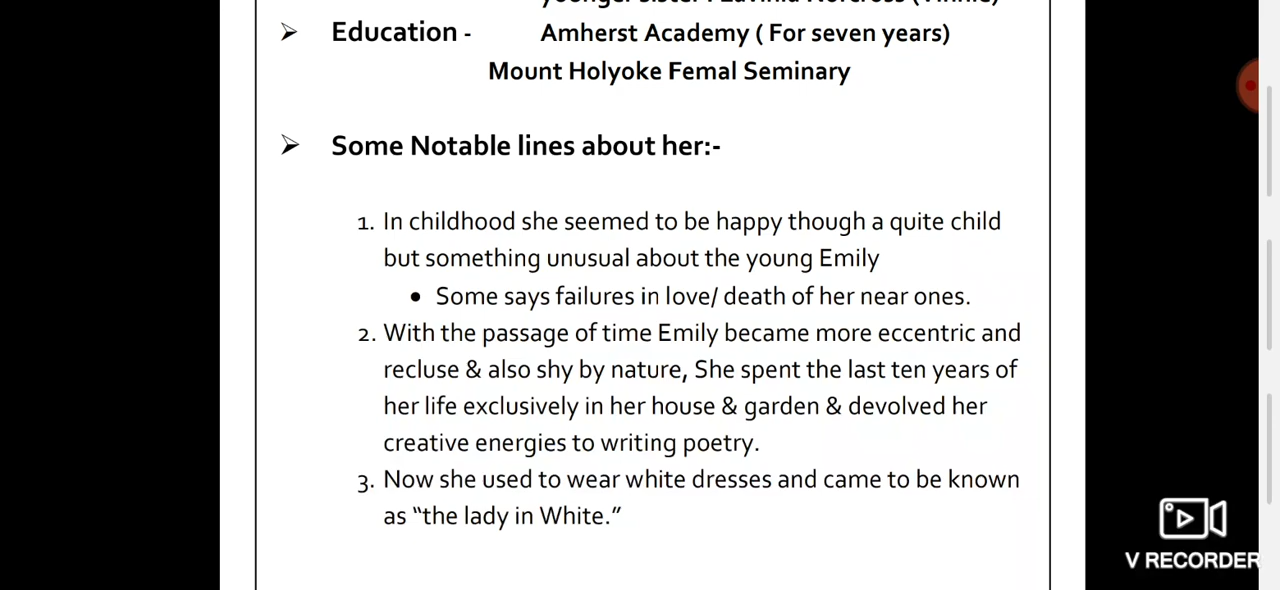 younger sister : Lavinia Norcross (Vinnie)
➢ Education - Amherst Academy ( For seven years)
Mount Holyoke Femal Seminary
➢ Some Notable lines about her:-
1. In childhood she seemed to be happy though a quite child
but something unusual about the young Emily
• Some says failures in love/ death of her near ones.
2. With the passage of time Emily became more eccentric and
recluse & also shy by nature, She spent the last ten years of
her life exclusively in her house & garden & devolved her
creative energies to writing poetry.
3. Now she used to wear white dresses and came to be known
as “the lady in White.”
V RECORDER